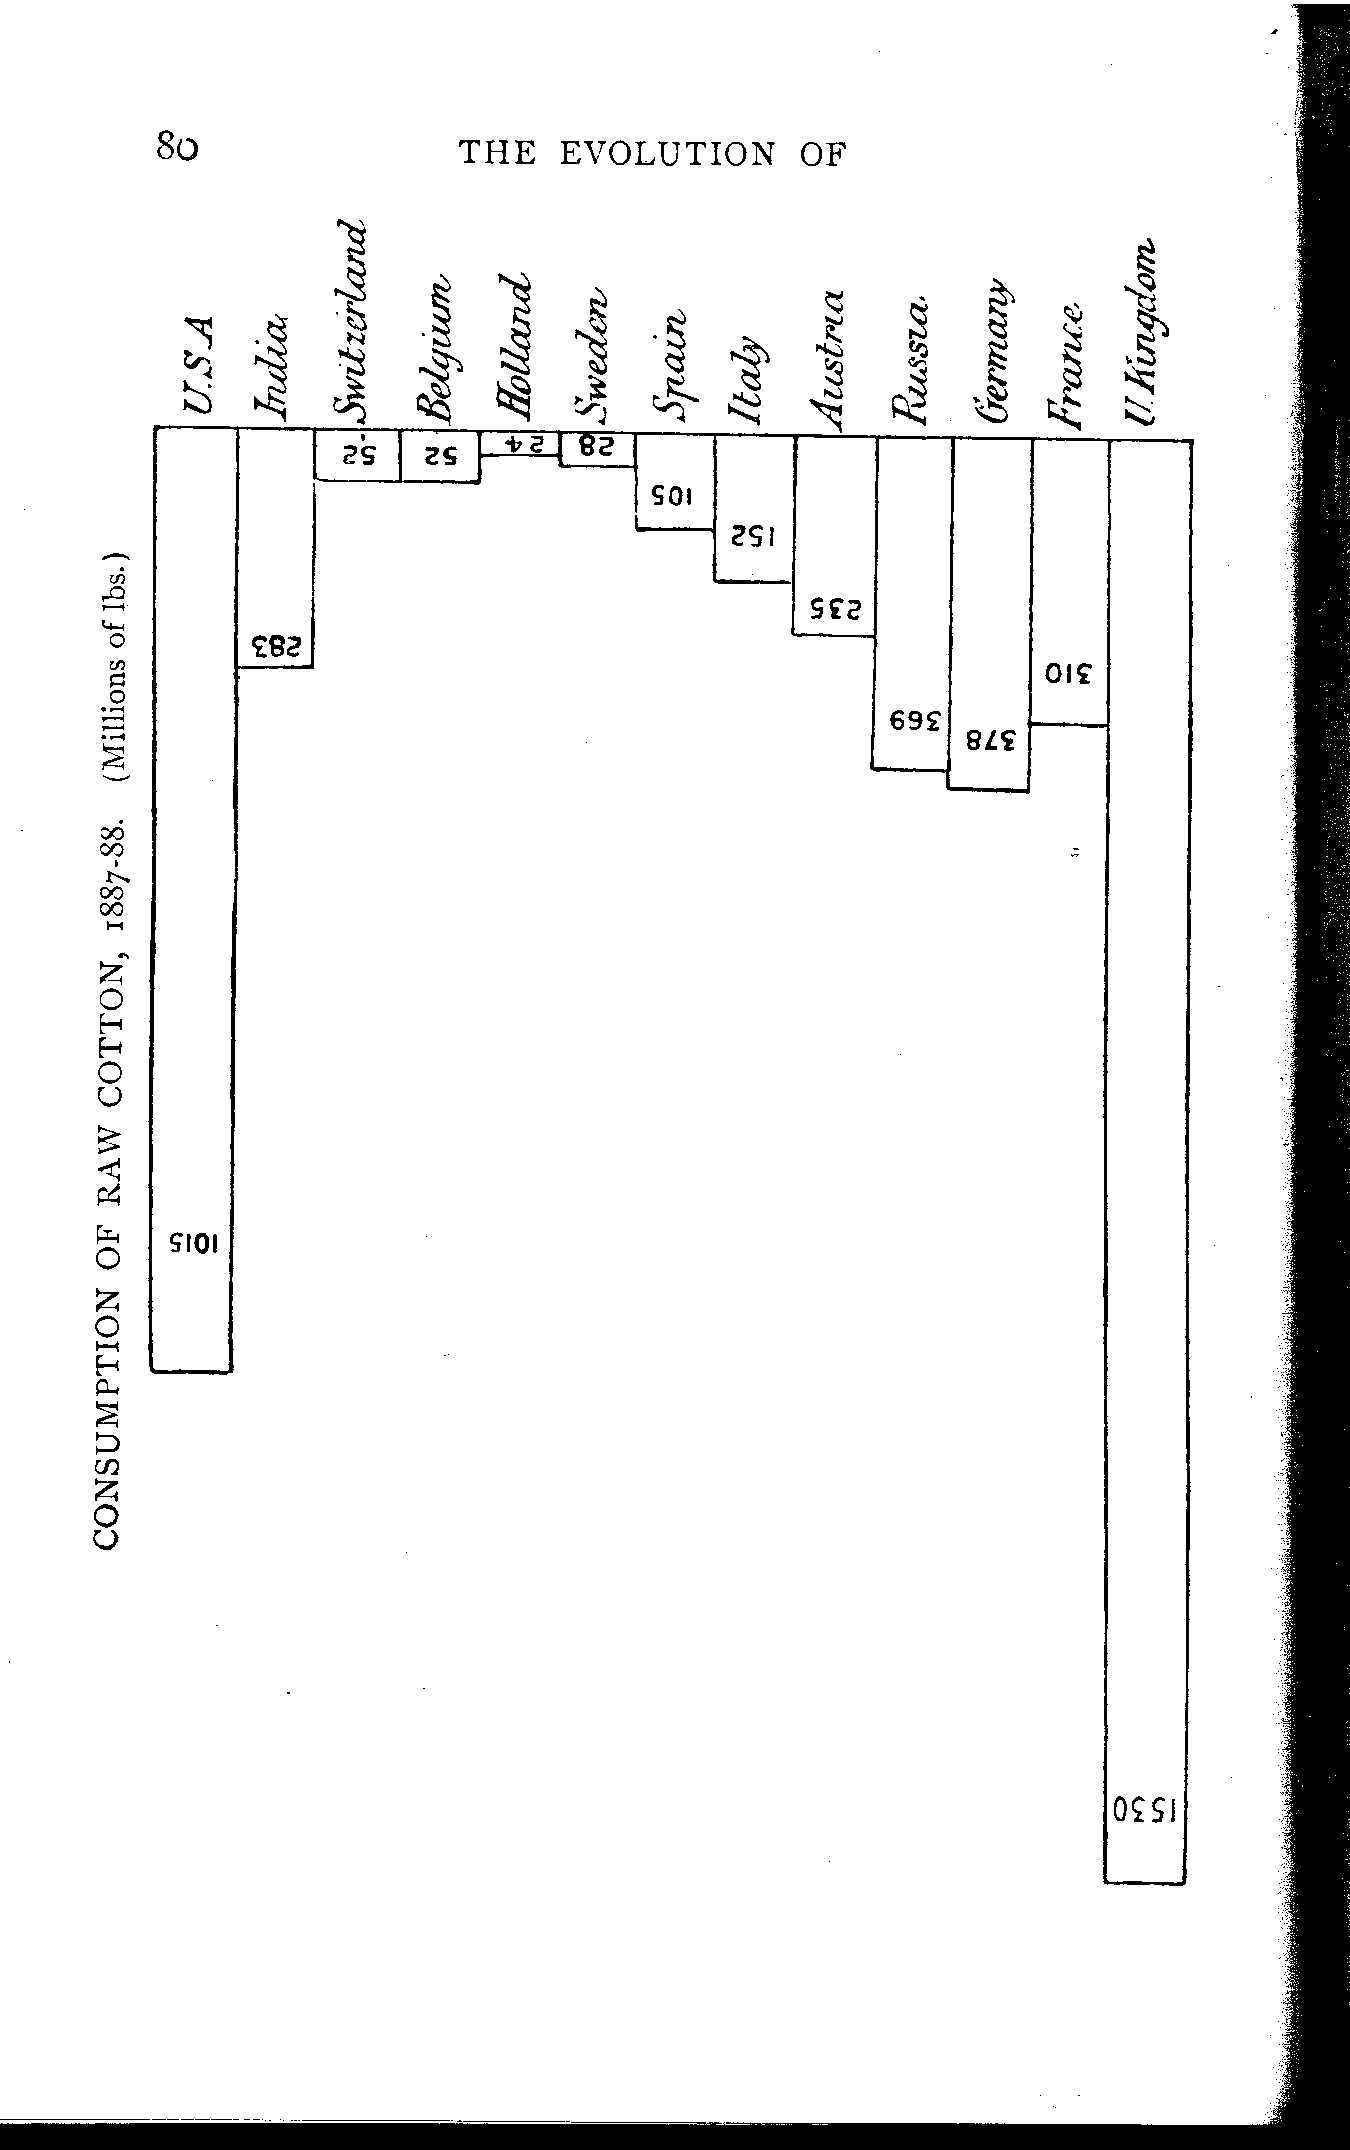 80
THE EVOLUTION OF
CONSUMPTION OF RAW COTTON, 1887-88. (Millions of lbs.)
U.S.A
1015
India
283
Switzerland
52
Belgium
52
Holland
24
Sweden
28
Spain
105
Italy
152
Austria
235
Russia
369
Germany
378
France
310
U.Kingdom
1530